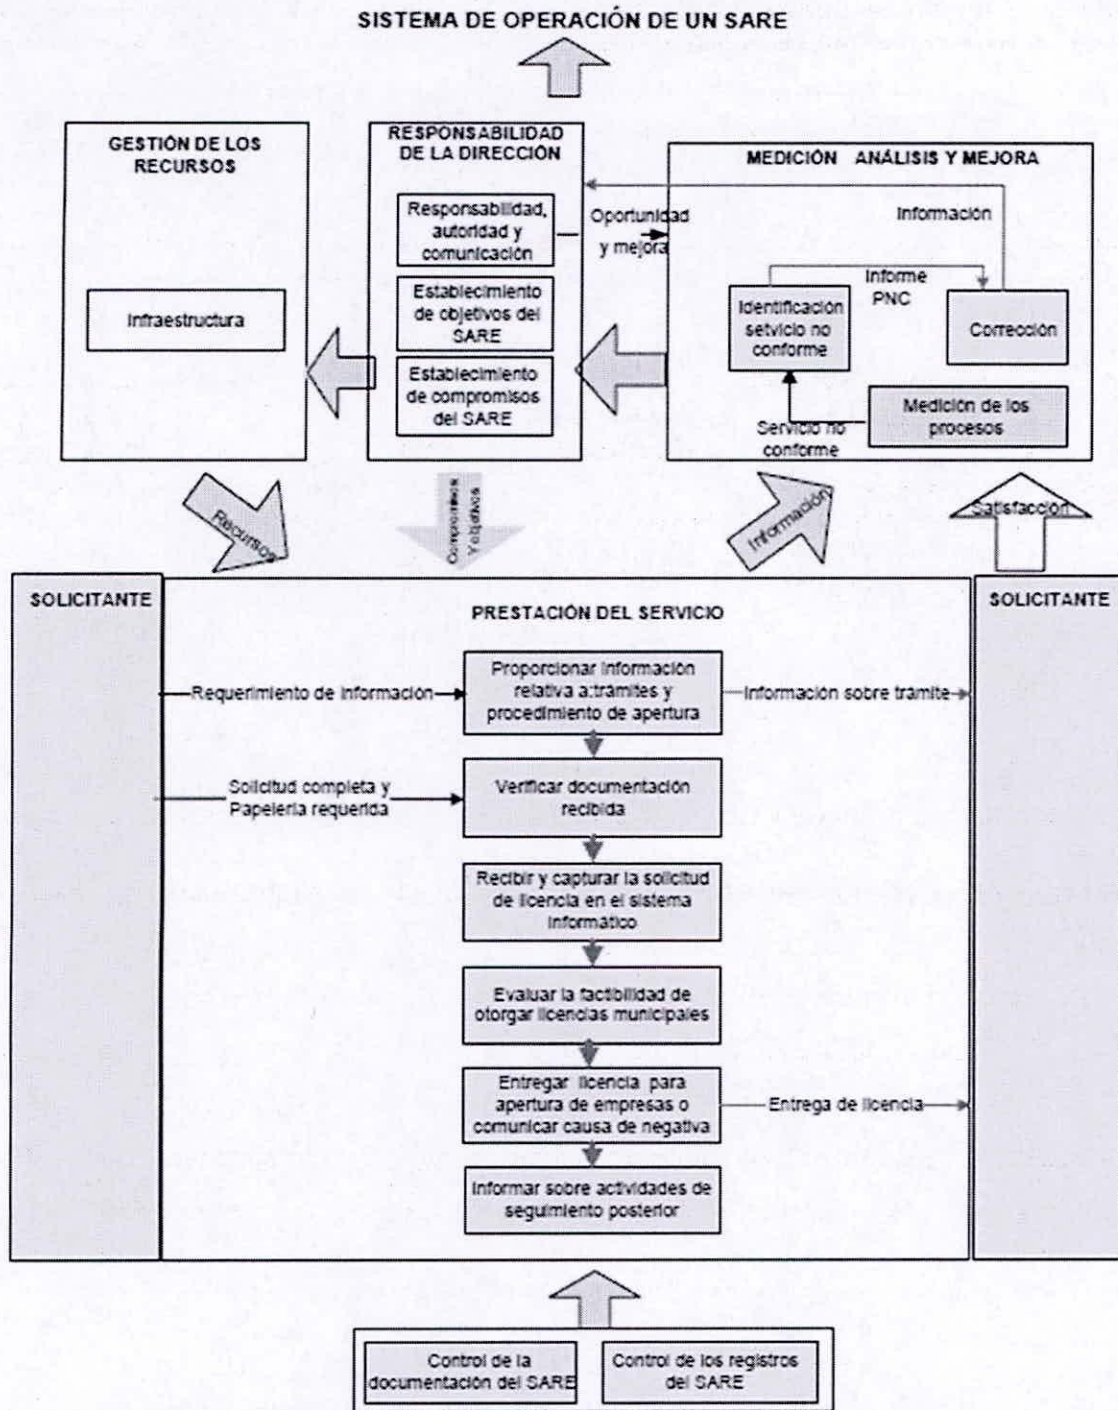 SISTEMA DE OPERACIÓN DE UN SARE
GESTIÓN DE LOS
RECURSOS
Infraestructura
RESPONSABILIDAD
DE LA DIRECCIÓN
Responsabilidad,
autoridad y
comunicación
Establecimiento
de objetivos del
SARE
Establecimiento
de compromisos
del SARE
Oportunidad
y mejora
MEDICIÓN ANÁLISIS Y MEJORA
Información
Informe
PNC
Identificación
setvicio no
conforme
Corrección
Medición de los
procesos
Servicio no
conforme
Recursos
Compromisos
Y objetivos
Información
Satisfacción
SOLICITANTE
PRESTACIÓN DEL SERVICIO
SOLICITANTE
Requerimiento de información
Proporcionar información
relativa a:trámites y
procedimiento de apertura
Información sobre trámite
Solicitud completa y
Papelería requerida
Verificar documentación
recibida
Recibir y capturar la solicitud
de licencia en el sistema
informático
Evaluar la factibilidad de
otorgar licencias municipales
Entregar licencia para
apertura de empresas o
comunicar causa de negativa
Entrega de licencia
Informar sobre actividades de
seguimiento posterior
Control de la
documentación del SARE
Control de los registros
del SARE